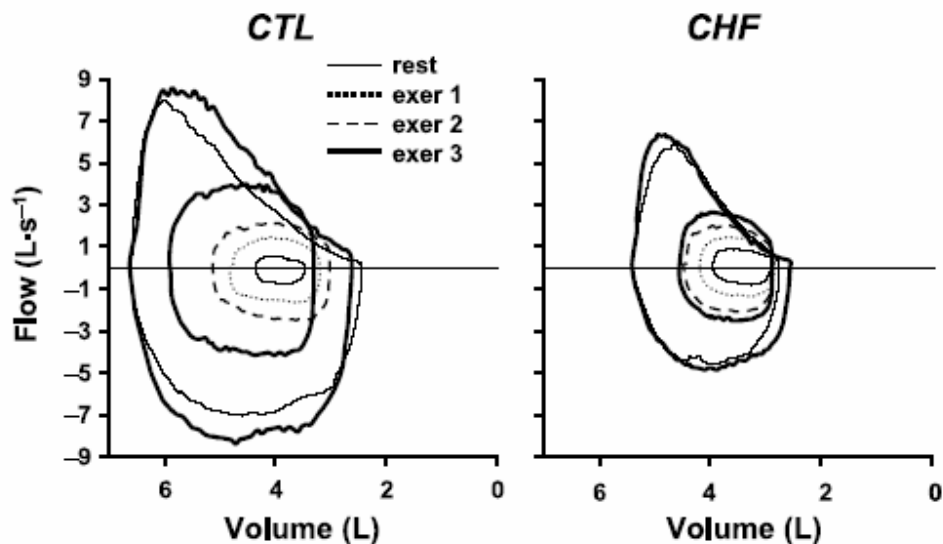 CTL
CHF
rest
exer 1
exer 2
exer 3
Flow (L•s⁻¹)
9
7
5
3
1
−1
−3
−5
−7
−9
6 4 2 0
6 4 2 0
Volume (L)
Volume (L)